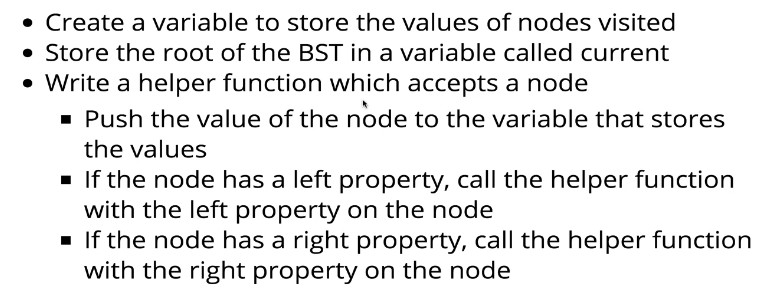 • Create a variable to store the values of nodes visited
• Store the root of the BST in a variable called current
• Write a helper function which accepts a node
▪ Push the value of the node to the variable that stores
the values
▪ If the node has a left property, call the helper function
with the left property on the node
▪ If the node has a right property, call the helper function
with the right property on the node